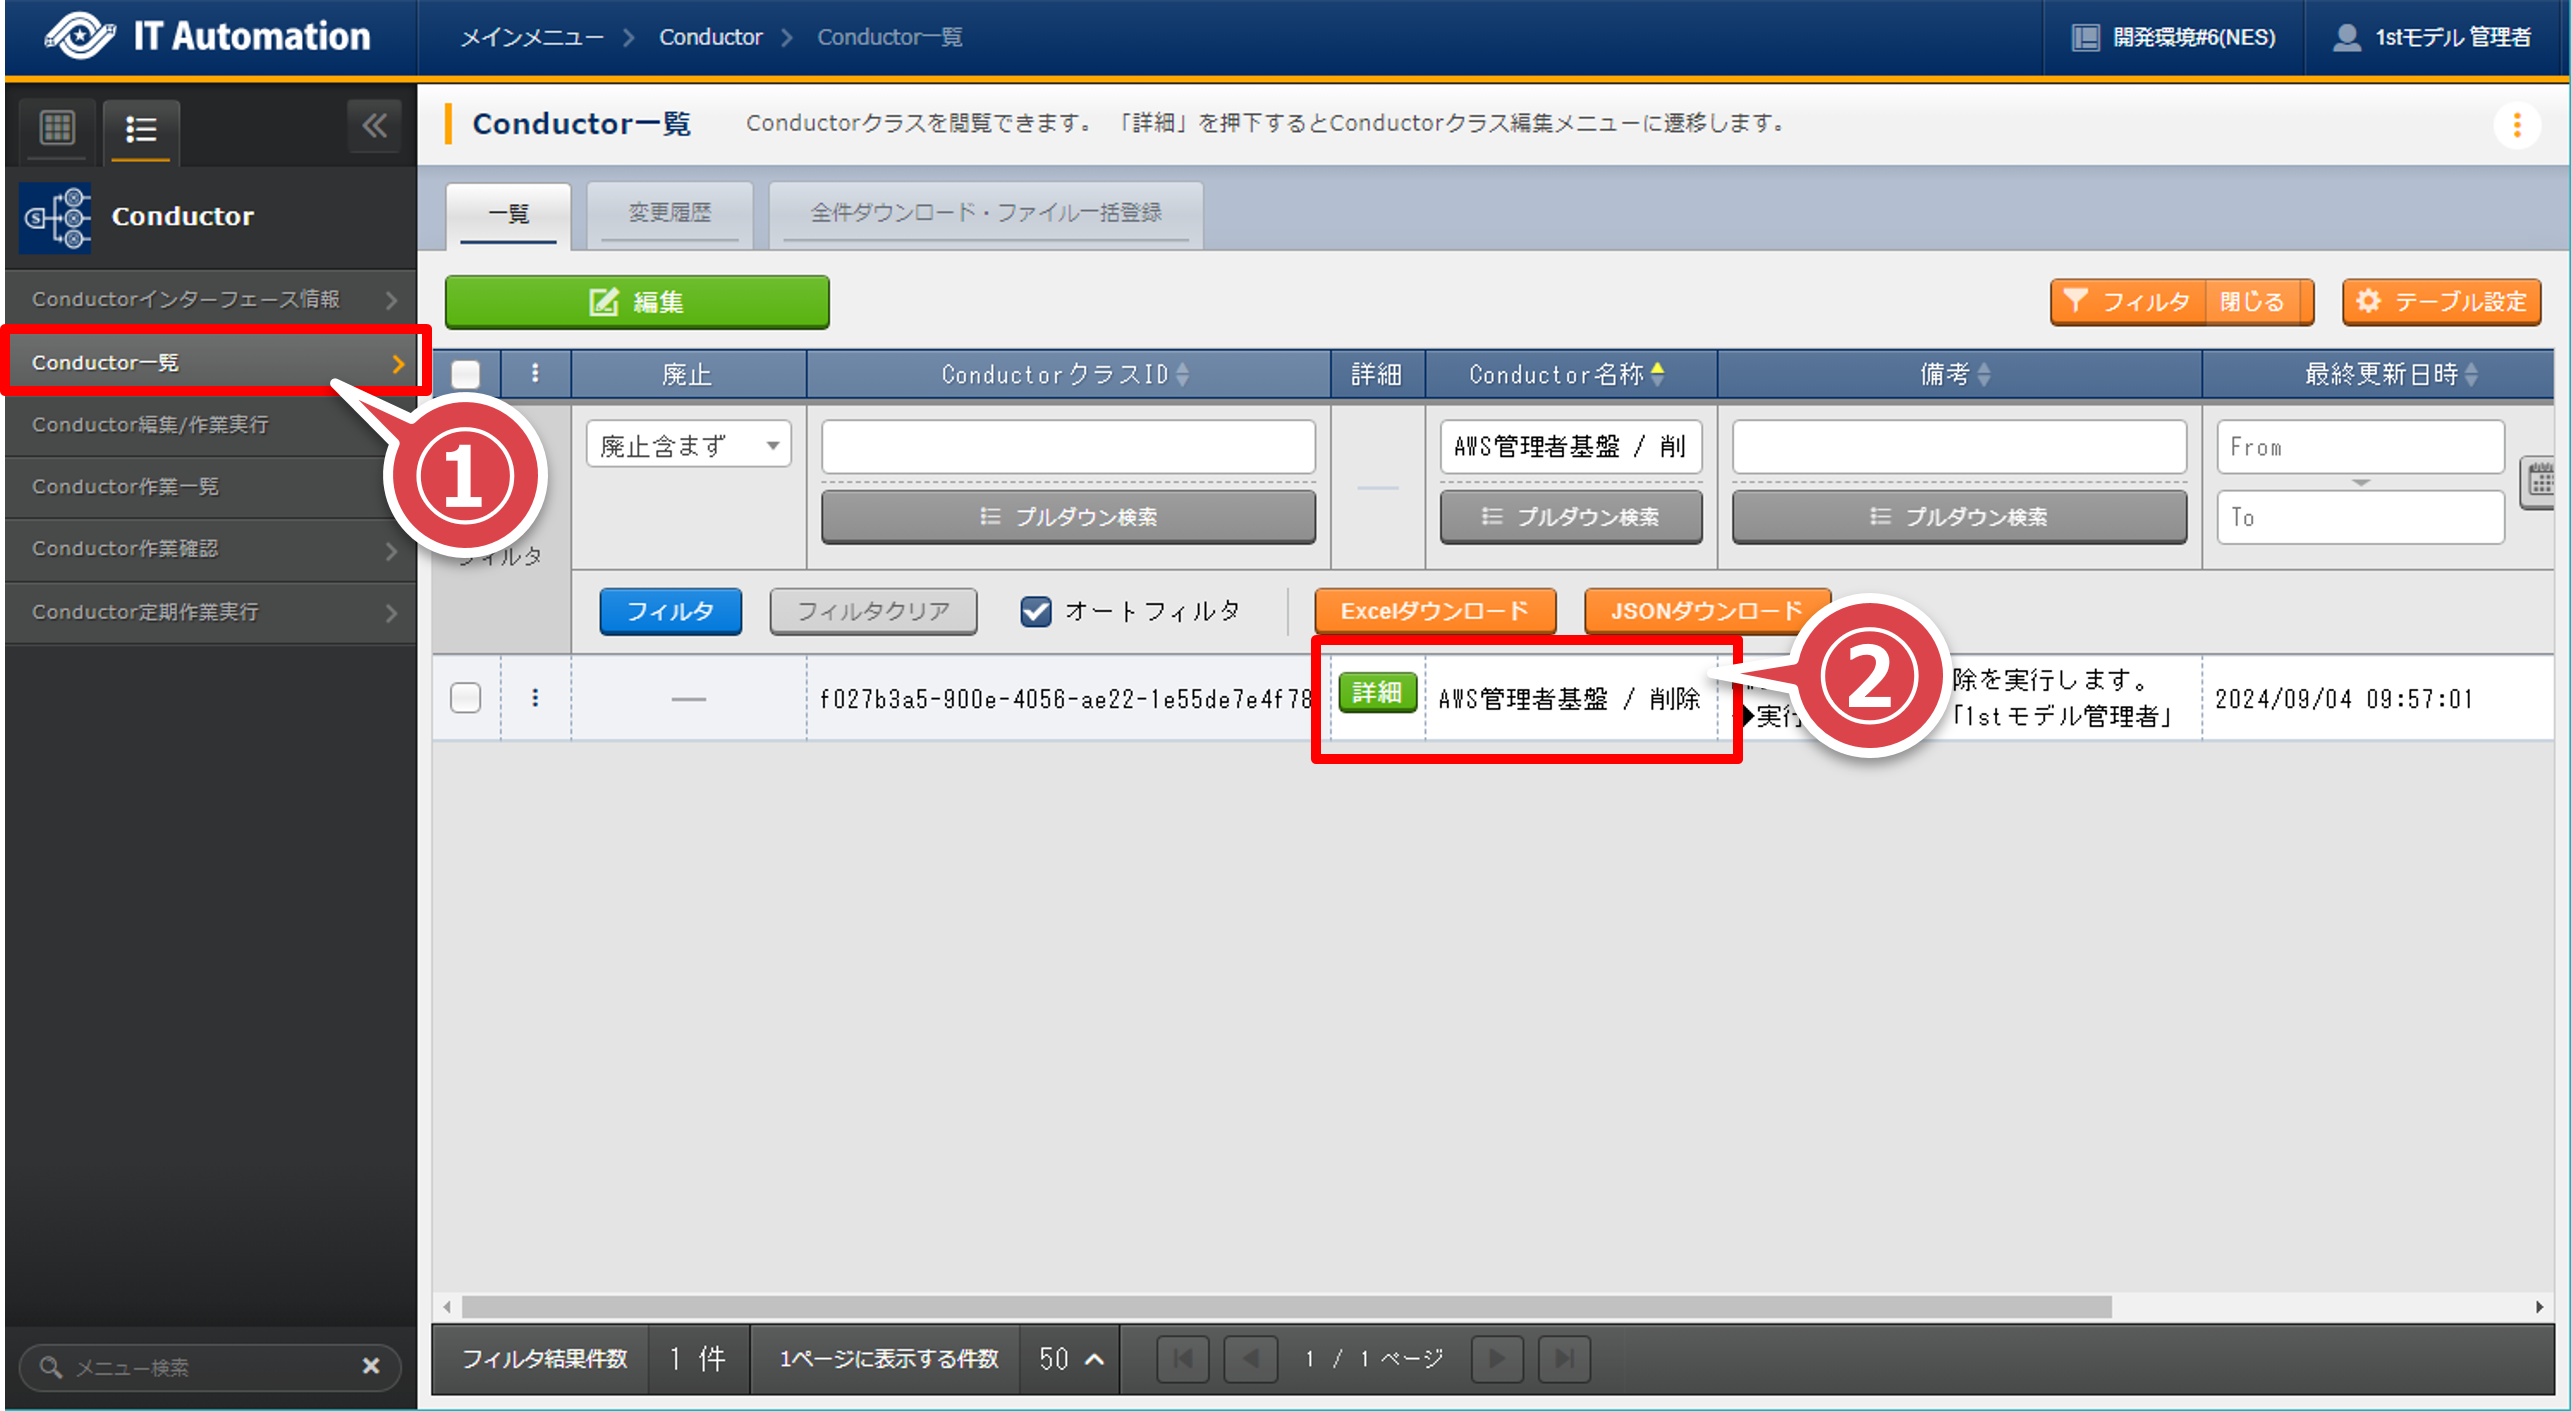 IT Automation
メインメニュー > Conductor > Conductor一覧
開発環境#6(NES)
1stモデル 管理者
Conductor
Conductorインターフェース情報
Conductor一覧
Conductor編集/作業実行
Conductor作業一覧
Conductor作業確認
Conductor定期作業実行
メニュー検索
①
Conductor一覧
Conductorクラスを閲覧できます。 「詳細」を押下するとConductorクラス編集メニューに遷移します。
一覧
変更履歴
全件ダウンロード・ファイル一括登録
編集
フィルタ 閉じる
テーブル設定
廃止
ConductorクラスID
詳細
Conductor名称
備考
最終更新日時
フィルタ
廃止含まず
AWS管理者基盤 / 削
From
プルダウン検索
プルダウン検索
プルダウン検索
To
フィルタ
フィルタクリア
オートフィルタ
Excelダウンロード
JSONダウンロード
②
f027b3a5-900e-4056-ae22-1e55de7e4f78
詳細
AWS管理者基盤 / 削除
除を実行します。
◆実行 「1stモデル管理者」
2024/09/04 09:57:01
フィルタ結果件数 1 件
1ページに表示する件数 50
1 / 1 ページ